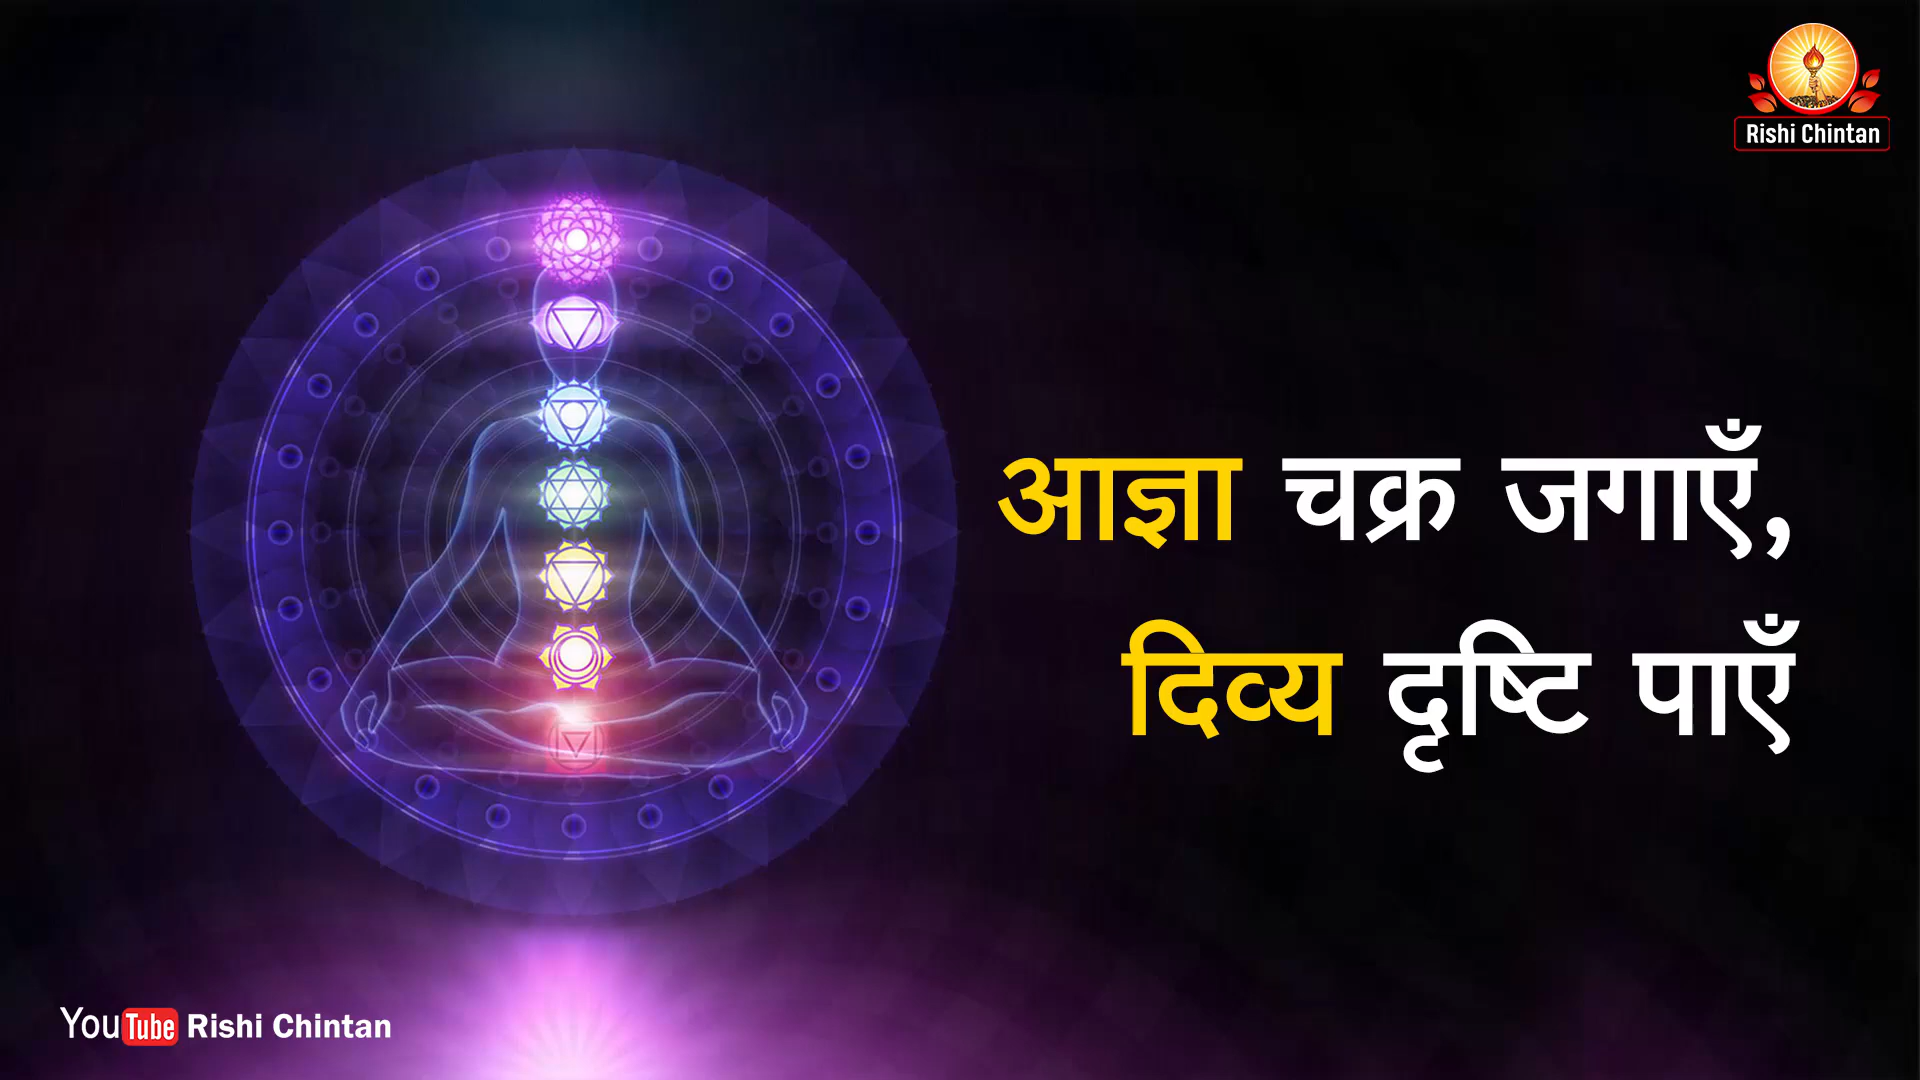 Rishi Chintan
आज्ञा चक्र जगाएँ,
दिव्य दृष्टि पाएँ
YouTube Rishi Chintan